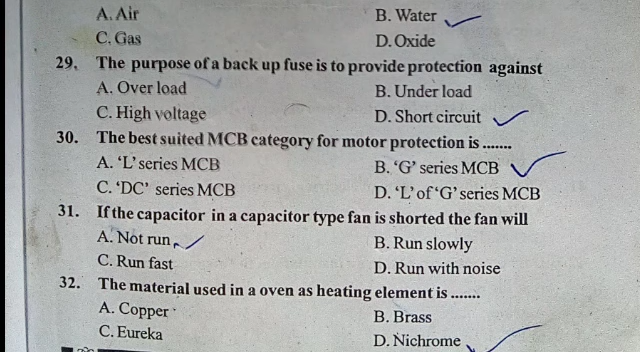 A. Air B. Water
C. Gas D. Oxide
29. The purpose of a back up fuse is to provide protection against
A. Over load B. Under load
C. High voltage D. Short circuit
30. The best suited MCB category for motor protection is .......
A. 'L' series MCB B. 'G' series MCB
C. 'DC' series MCB D. 'L' of 'G' series MCB
31. If the capacitor in a capacitor type fan is shorted the fan will
A. Not run B. Run slowly
C. Run fast D. Run with noise
32. The material used in a oven as heating element is .......
A. Copper B. Brass
C. Eureka D. Nichrome